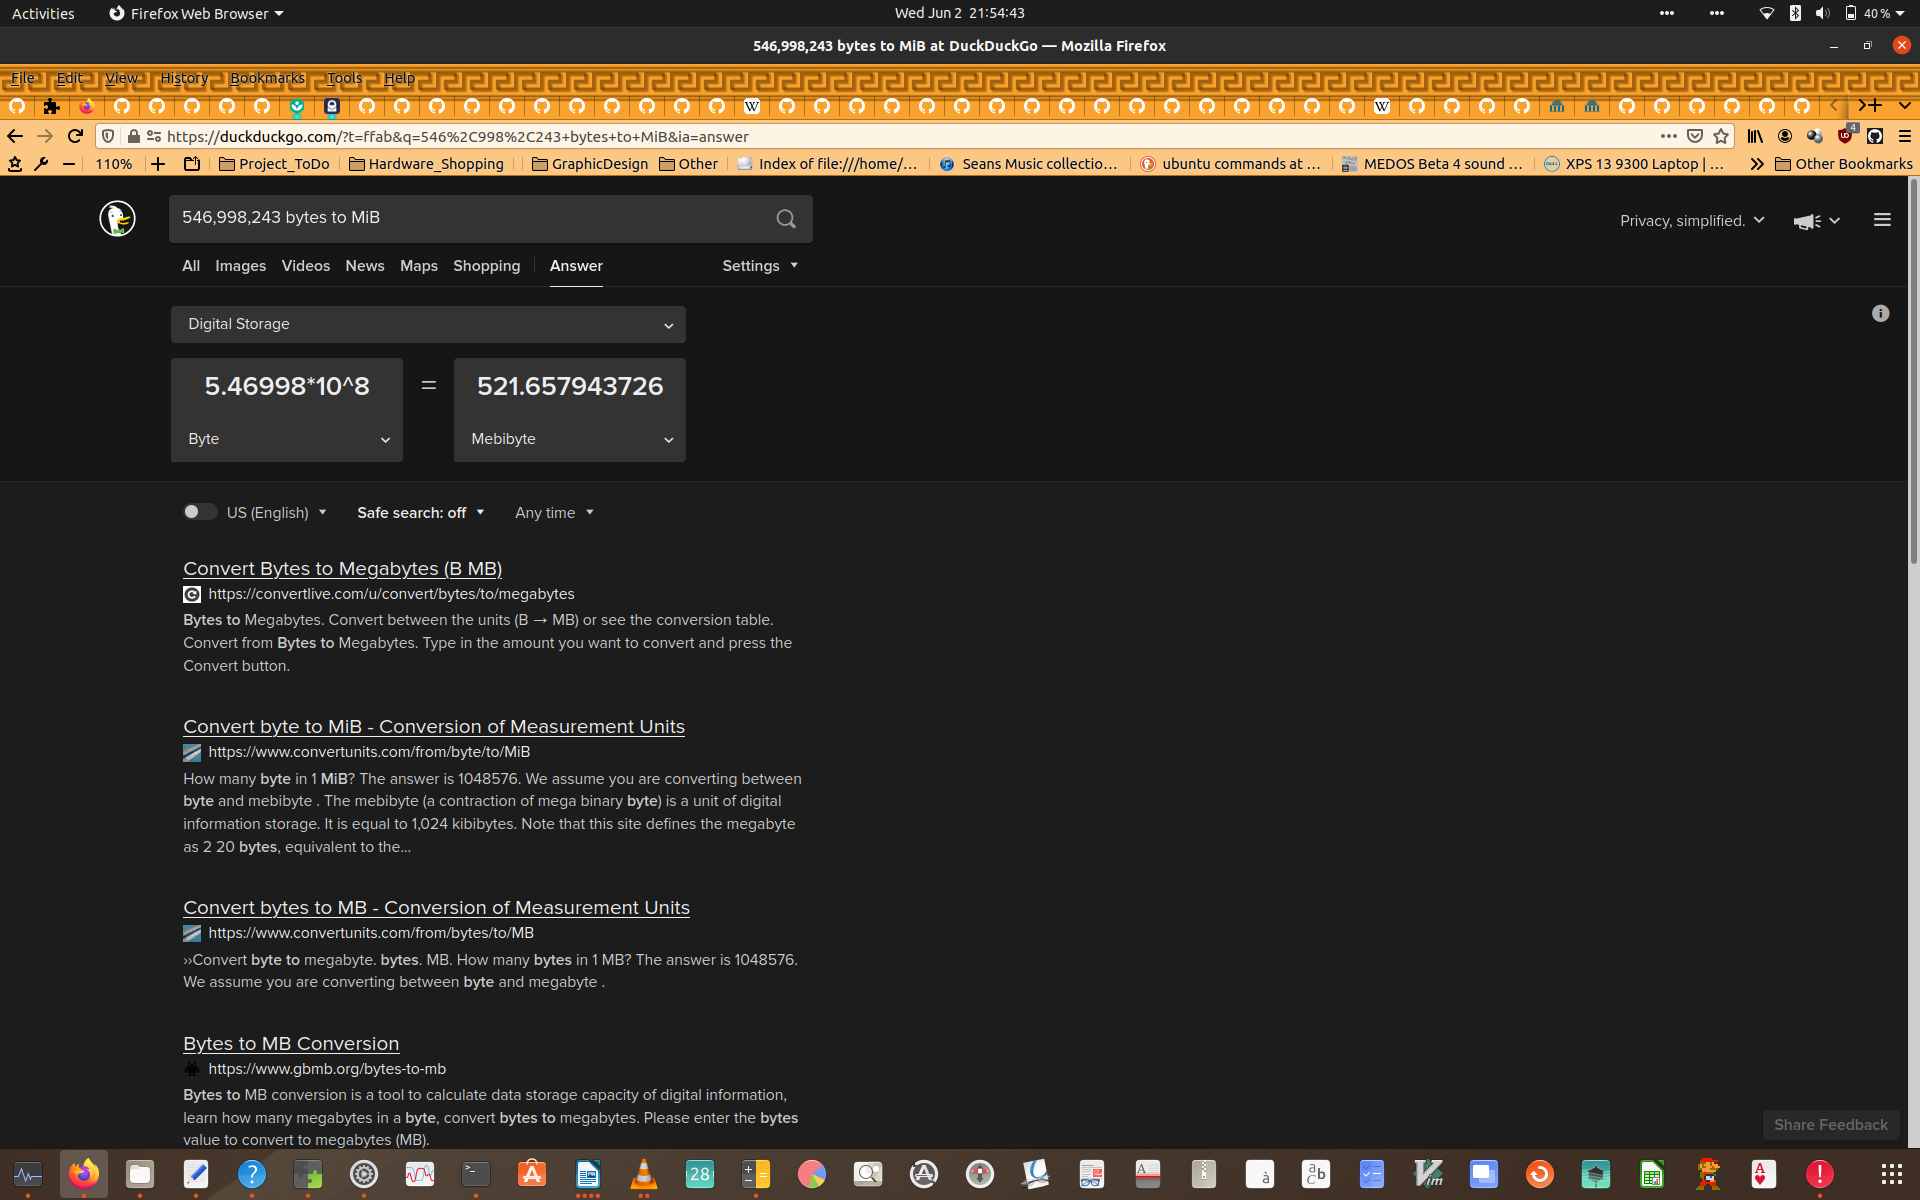 Activities
Firefox Web Browser
Wed Jun 2 21:54:43
40 %
546,998,243 bytes to MiB at DuckDuckGo — Mozilla Firefox
File Edit View History Bookmarks Tools Help
https://duckduckgo.com/?t=ffab&q=546%2C998%2C243+bytes+to+MiB&ia=answer
4
110%
Project_ToDo
Hardware_Shopping
GraphicDesign
Other
Index of file:///home/...
Seans Music collectio...
ubuntu commands at ...
MEDOS Beta 4 sound ...
XPS 13 9300 Laptop | ...
Other Bookmarks
546,998,243 bytes to MiB
Privacy, simplified.
All Images Videos News Maps Shopping Answer
Settings
Digital Storage
5.46998*10^8 = 521.657943726
Byte
Mebibyte
US (English)
Safe search: off
Any time
Convert Bytes to Megabytes (B MB)
https://convertlive.com/u/convert/bytes/to/megabytes
Bytes to Megabytes. Convert between the units (B → MB) or see the conversion table.
Convert from Bytes to Megabytes. Type in the amount you want to convert and press the
Convert button.
Convert byte to MiB - Conversion of Measurement Units
https://www.convertunits.com/from/byte/to/MiB
How many byte in 1 MiB? The answer is 1048576. We assume you are converting between
byte and mebibyte . The mebibyte (a contraction of mega binary byte) is a unit of digital
information storage. It is equal to 1,024 kibibytes. Note that this site defines the megabyte
as 2 20 bytes, equivalent to the...
Convert bytes to MB - Conversion of Measurement Units
https://www.convertunits.com/from/bytes/to/MB
››Convert byte to megabyte. bytes. MB. How many bytes in 1 MB? The answer is 1048576.
We assume you are converting between byte and megabyte .
Bytes to MB Conversion
https://www.gbmb.org/bytes-to-mb
Bytes to MB conversion is a tool to calculate data storage capacity of digital information,
learn how many megabytes in a byte, convert bytes to megabytes. Please enter the bytes
value to convert to megabytes (MB).
Share Feedback
28